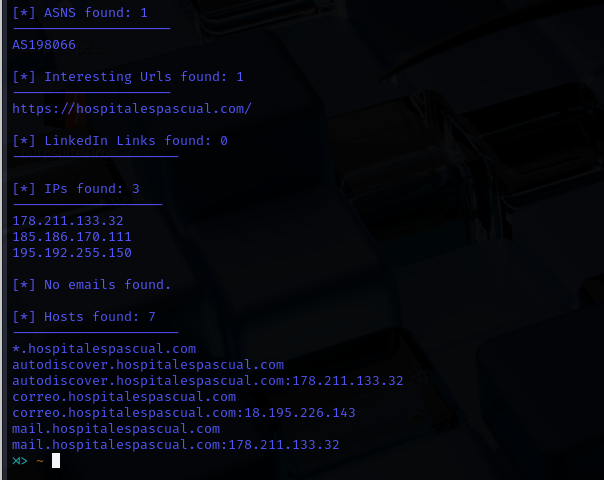 [*] ASNS found: 1
--------------------
AS198066
[*] Interesting Urls found: 1
--------------------
https://hospitalespascual.com/
[*] LinkedIn Links found: 0
---------------------
[*] IPs found: 3
-------------------
178.211.133.32
185.186.170.111
195.192.255.150
[*] No emails found.
[*] Hosts found: 7
---------------------
*.hospitalespascual.com
autodiscover.hospitalespascual.com
autodiscover.hospitalespascual.com:178.211.133.32
correo.hospitalespascual.com
correo.hospitalespascual.com:18.195.226.143
mail.hospitalespascual.com
mail.hospitalespascual.com:178.211.133.32
~